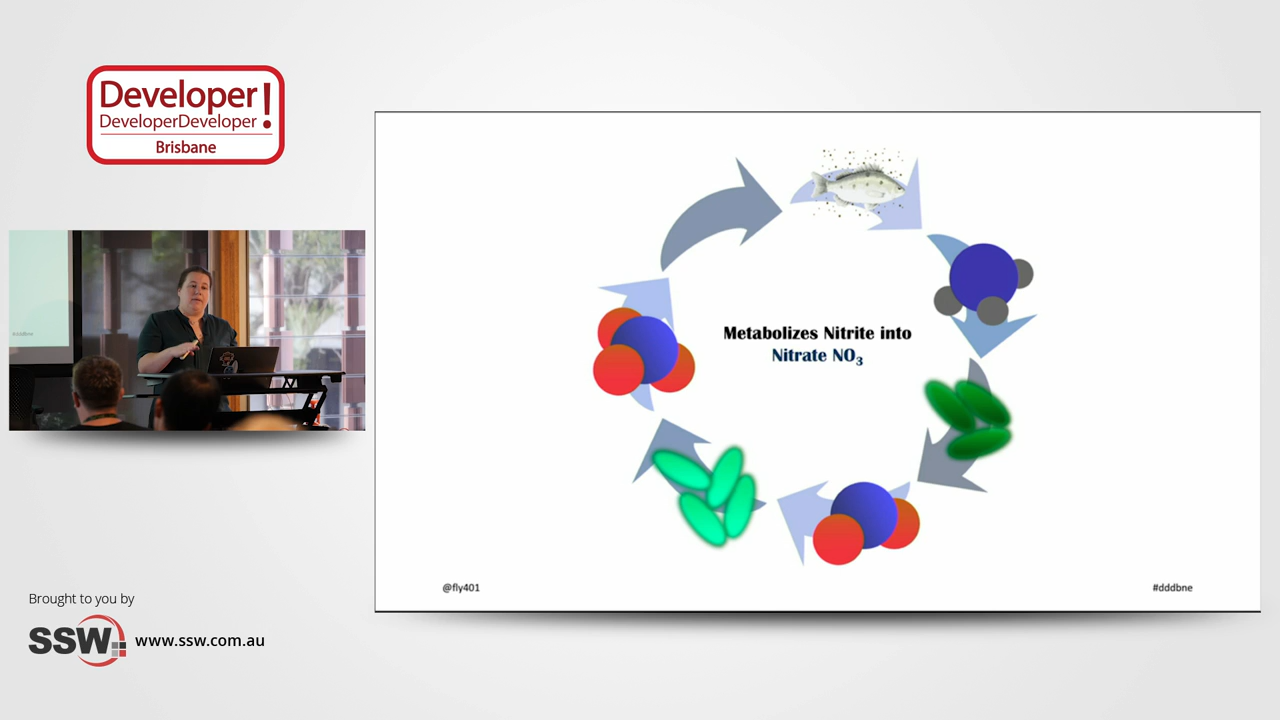 Developer!
DeveloperDeveloper
Brisbane
#dddbne
Metabolizes Nitrite into
Nitrate NO₃
@fly401
#dddbne
Brought to you by
SSW
www.ssw.com.au